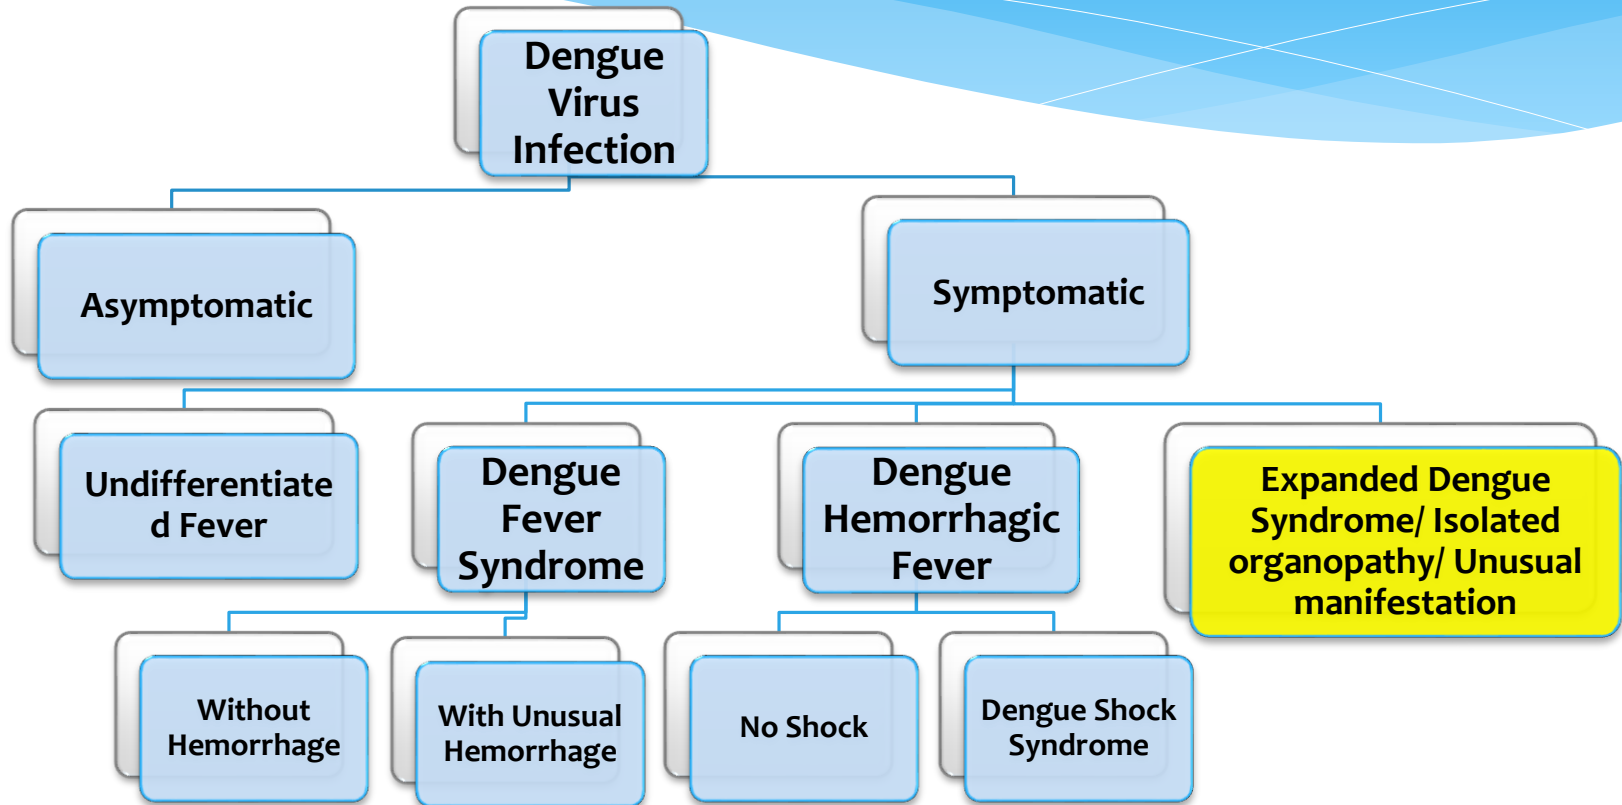 Dengue
Virus
Infection
Asymptomatic
Symptomatic
Undifferentiate
d Fever
Dengue
Fever
Syndrome
Dengue
Hemorrhagic
Fever
Expanded Dengue
Syndrome/ Isolated
organopathy/ Unusual
manifestation
Without
Hemorrhage
With Unusual
Hemorrhage
No Shock
Dengue Shock
Syndrome